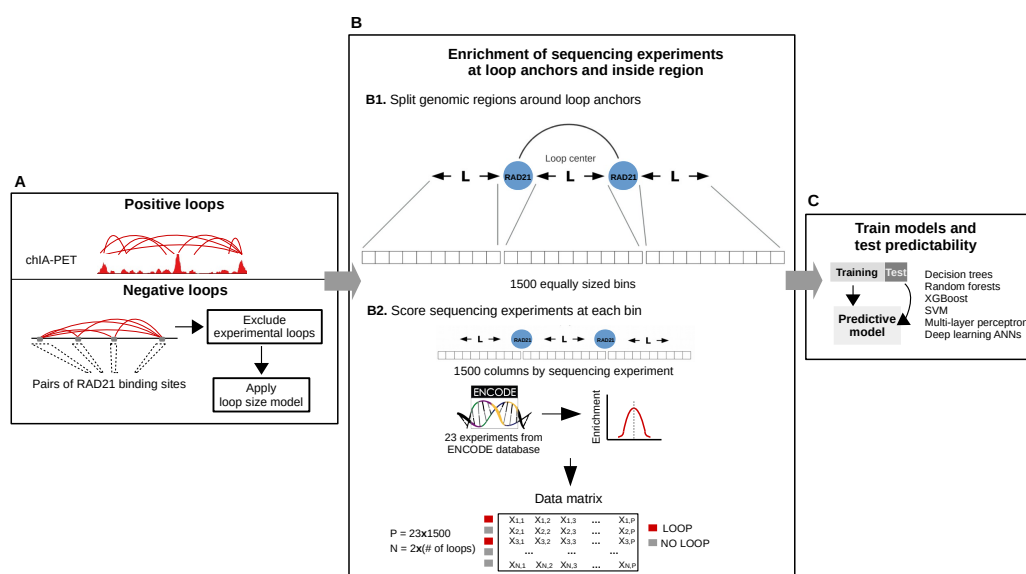 A
Positive loops
chIA-PET
Negative loops
Exclude
experimental loops
Pairs of RAD21 binding sites
Apply
loop size model
B
Enrichment of sequencing experiments
at loop anchors and inside region
B1. Split genomic regions around loop anchors
Loop center
L RAD21 L RAD21 L
1500 equally sized bins
B2. Score sequencing experiments at each bin
L RAD21 L RAD21 L
1500 columns by sequencing experiment
ENCODE
23 experiments from
ENCODE database
Enrichment
Data matrix
P = 23x1500
N = 2x(# of loops)
X1,1 X1,2 X1,3 ... X1,P
X2,1 X2,2 X2,3 ... X2,P
X3,1 X3,2 X3,3 ... X3,P
... ... ...
XN,1 XN,2 XN,3 ... XN,P
LOOP
NO LOOP
C
Train models and
test predictability
Training Test
Predictive
model
Decision trees
Random forests
XGBoost
SVM
Multi-layer perceptron
Deep learning ANNs